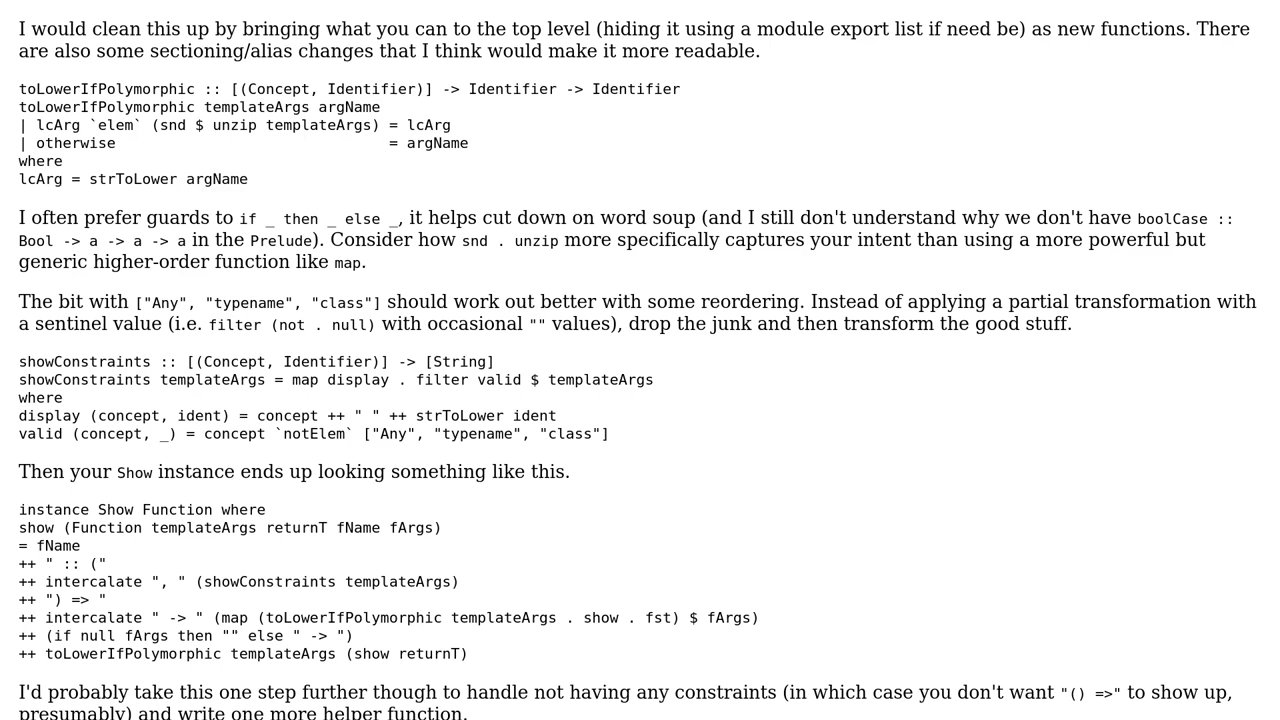 I would clean this up by bringing what you can to the top level (hiding it using a module export list if need be) as new functions. There
are also some sectioning/alias changes that I think would make it more readable.
toLowerIfPolymorphic :: [(Concept, Identifier)] -> Identifier -> Identifier
toLowerIfPolymorphic templateArgs argName
| lcArg `elem` (snd $ unzip templateArgs) = lcArg
| otherwise                               = argName
where
lcArg = strToLower argName
I often prefer guards to if _ then _ else _, it helps cut down on word soup (and I still don't understand why we don't have boolCase ::
Bool -> a -> a -> a in the Prelude). Consider how snd . unzip more specifically captures your intent than using a more powerful but
generic higher-order function like map.
The bit with ["Any", "typename", "class"] should work out better with some reordering. Instead of applying a partial transformation with
a sentinel value (i.e. filter (not . null) with occasional "" values), drop the junk and then transform the good stuff.
showConstraints :: [(Concept, Identifier)] -> [String]
showConstraints templateArgs = map display . filter valid $ templateArgs
where
display (concept, ident) = concept ++ " " ++ strToLower ident
valid (concept, _) = concept `notElem` ["Any", "typename", "class"]
Then your Show instance ends up looking something like this.
instance Show Function where
show (Function templateArgs returnT fName fArgs)
= fName
++ " :: ("
++ intercalate ", " (showConstraints templateArgs)
++ ") => "
++ intercalate " -> " (map (toLowerIfPolymorphic templateArgs . show . fst) $ fArgs)
++ (if null fArgs then "" else " -> ")
++ toLowerIfPolymorphic templateArgs (show returnT)
I'd probably take this one step further though to handle not having any constraints (in which case you don't want "() =>" to show up,
presumably) and write one more helper function.